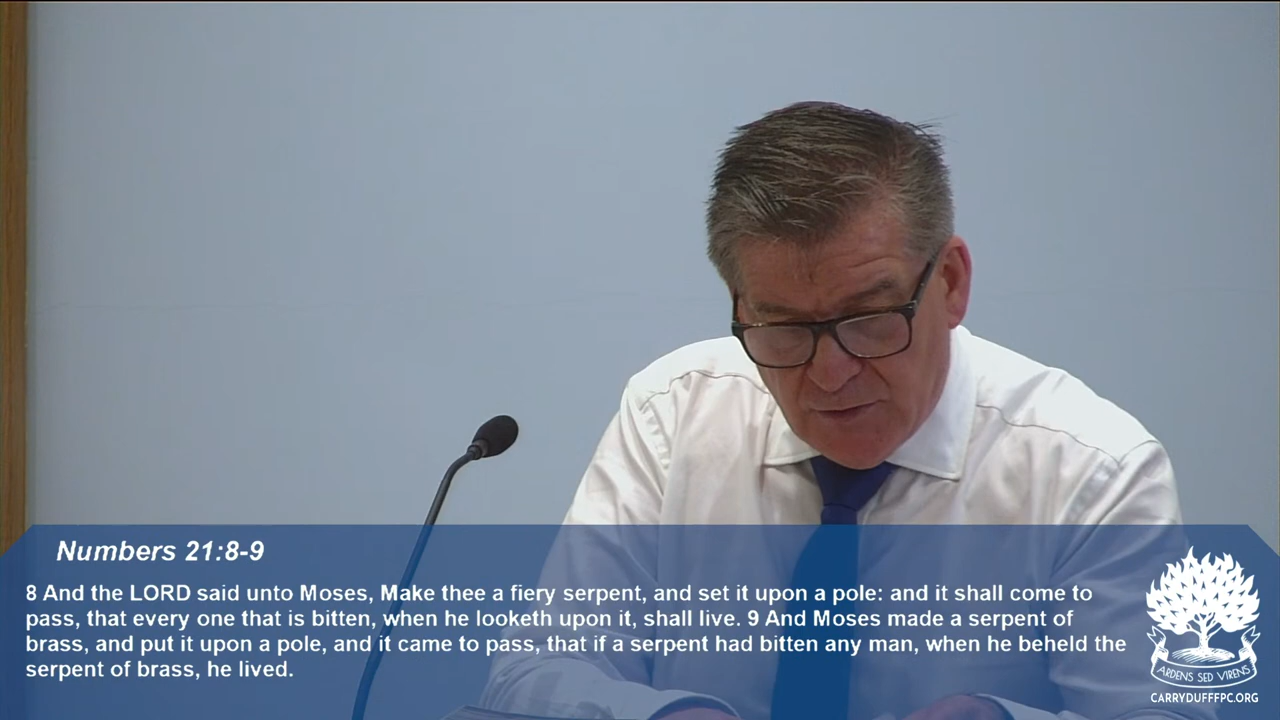 Numbers 21:8-9
8 And the LORD said unto Moses, Make thee a fiery serpent, and set it upon a pole: and it shall come to
pass, that every one that is bitten, when he looketh upon it, shall live. 9 And Moses made a serpent of
brass, and put it upon a pole, and it came to pass, that if a serpent had bitten any man, when he beheld the
serpent of brass, he lived.
ARDENS SED VIRENS
CARRYDUFFFPC.ORG